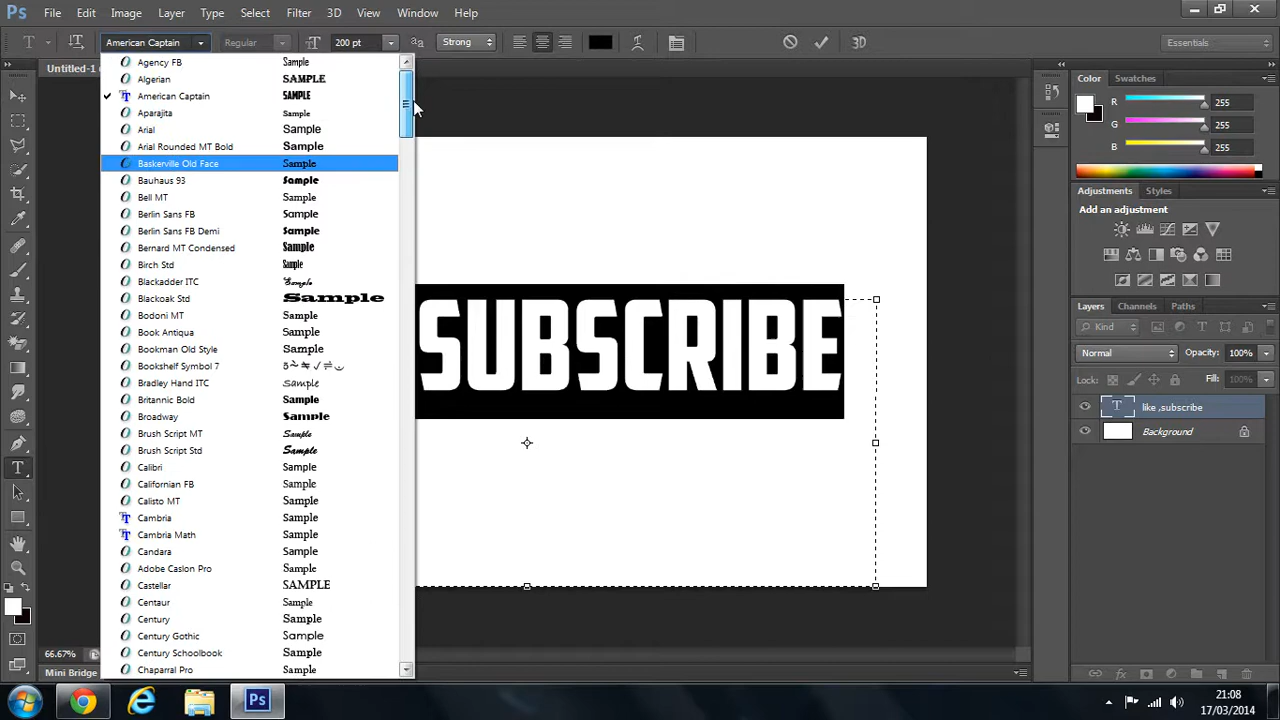 Ps File Edit Image Layer Type Select Filter 3D View Window Help
American Captain Regular 200 pt aa Strong 3D Essentials
Untitled-1
Agency FB Sample
Algerian SAMPLE
American Captain SAMPLE
Aparajita Sample
Arial Sample
Arial Rounded MT Bold Sample
Baskerville Old Face Sample
Bauhaus 93 Sample
Bell MT Sample
Berlin Sans FB Sample
Berlin Sans FB Demi Sample
Bernard MT Condensed Sample
Birch Std Sample
Blackadder ITC Sample
Blackoak Std Sample
Bodoni MT Sample
Book Antiqua Sample
Bookman Old Style Sample
Bookshelf Symbol 7
Bradley Hand ITC Sample
Britannic Bold Sample
Broadway Sample
Brush Script MT Sample
Brush Script Std Sample
Calibri Sample
Californian FB Sample
Calisto MT Sample
Cambria Sample
Cambria Math Sample
Candara Sample
Adobe Caslon Pro Sample
Castellar SAMPLE
Centaur Sample
Century Sample
Century Gothic Sample
Century Schoolbook Sample
Chaparral Pro Sample
SUBSCRIBE
Color Swatches
R 255
G 255
B 255
Adjustments Styles
Add an adjustment
Layers Channels Paths
Kind
Normal Opacity: 100%
Lock: Fill: 100%
like ,subscribe
Background
66.67%
Mini Bridge
Ps
21:08
17/03/2014